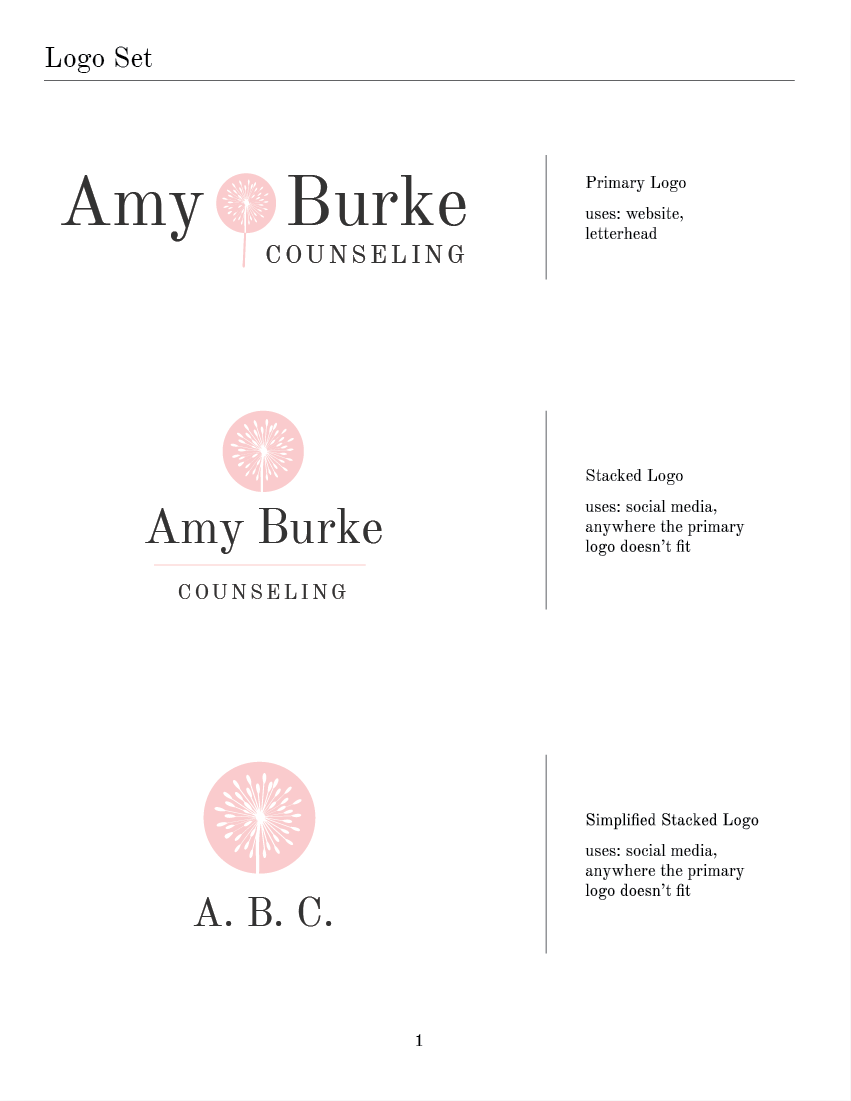 Logo Set
Amy Burke
COUNSELING
Primary Logo
uses: website,
letterhead
Amy Burke
COUNSELING
Stacked Logo
uses: social media,
anywhere the primary
logo doesn't fit
A. B. C.
Simplified Stacked Logo
uses: social media,
anywhere the primary
logo doesn't fit
1